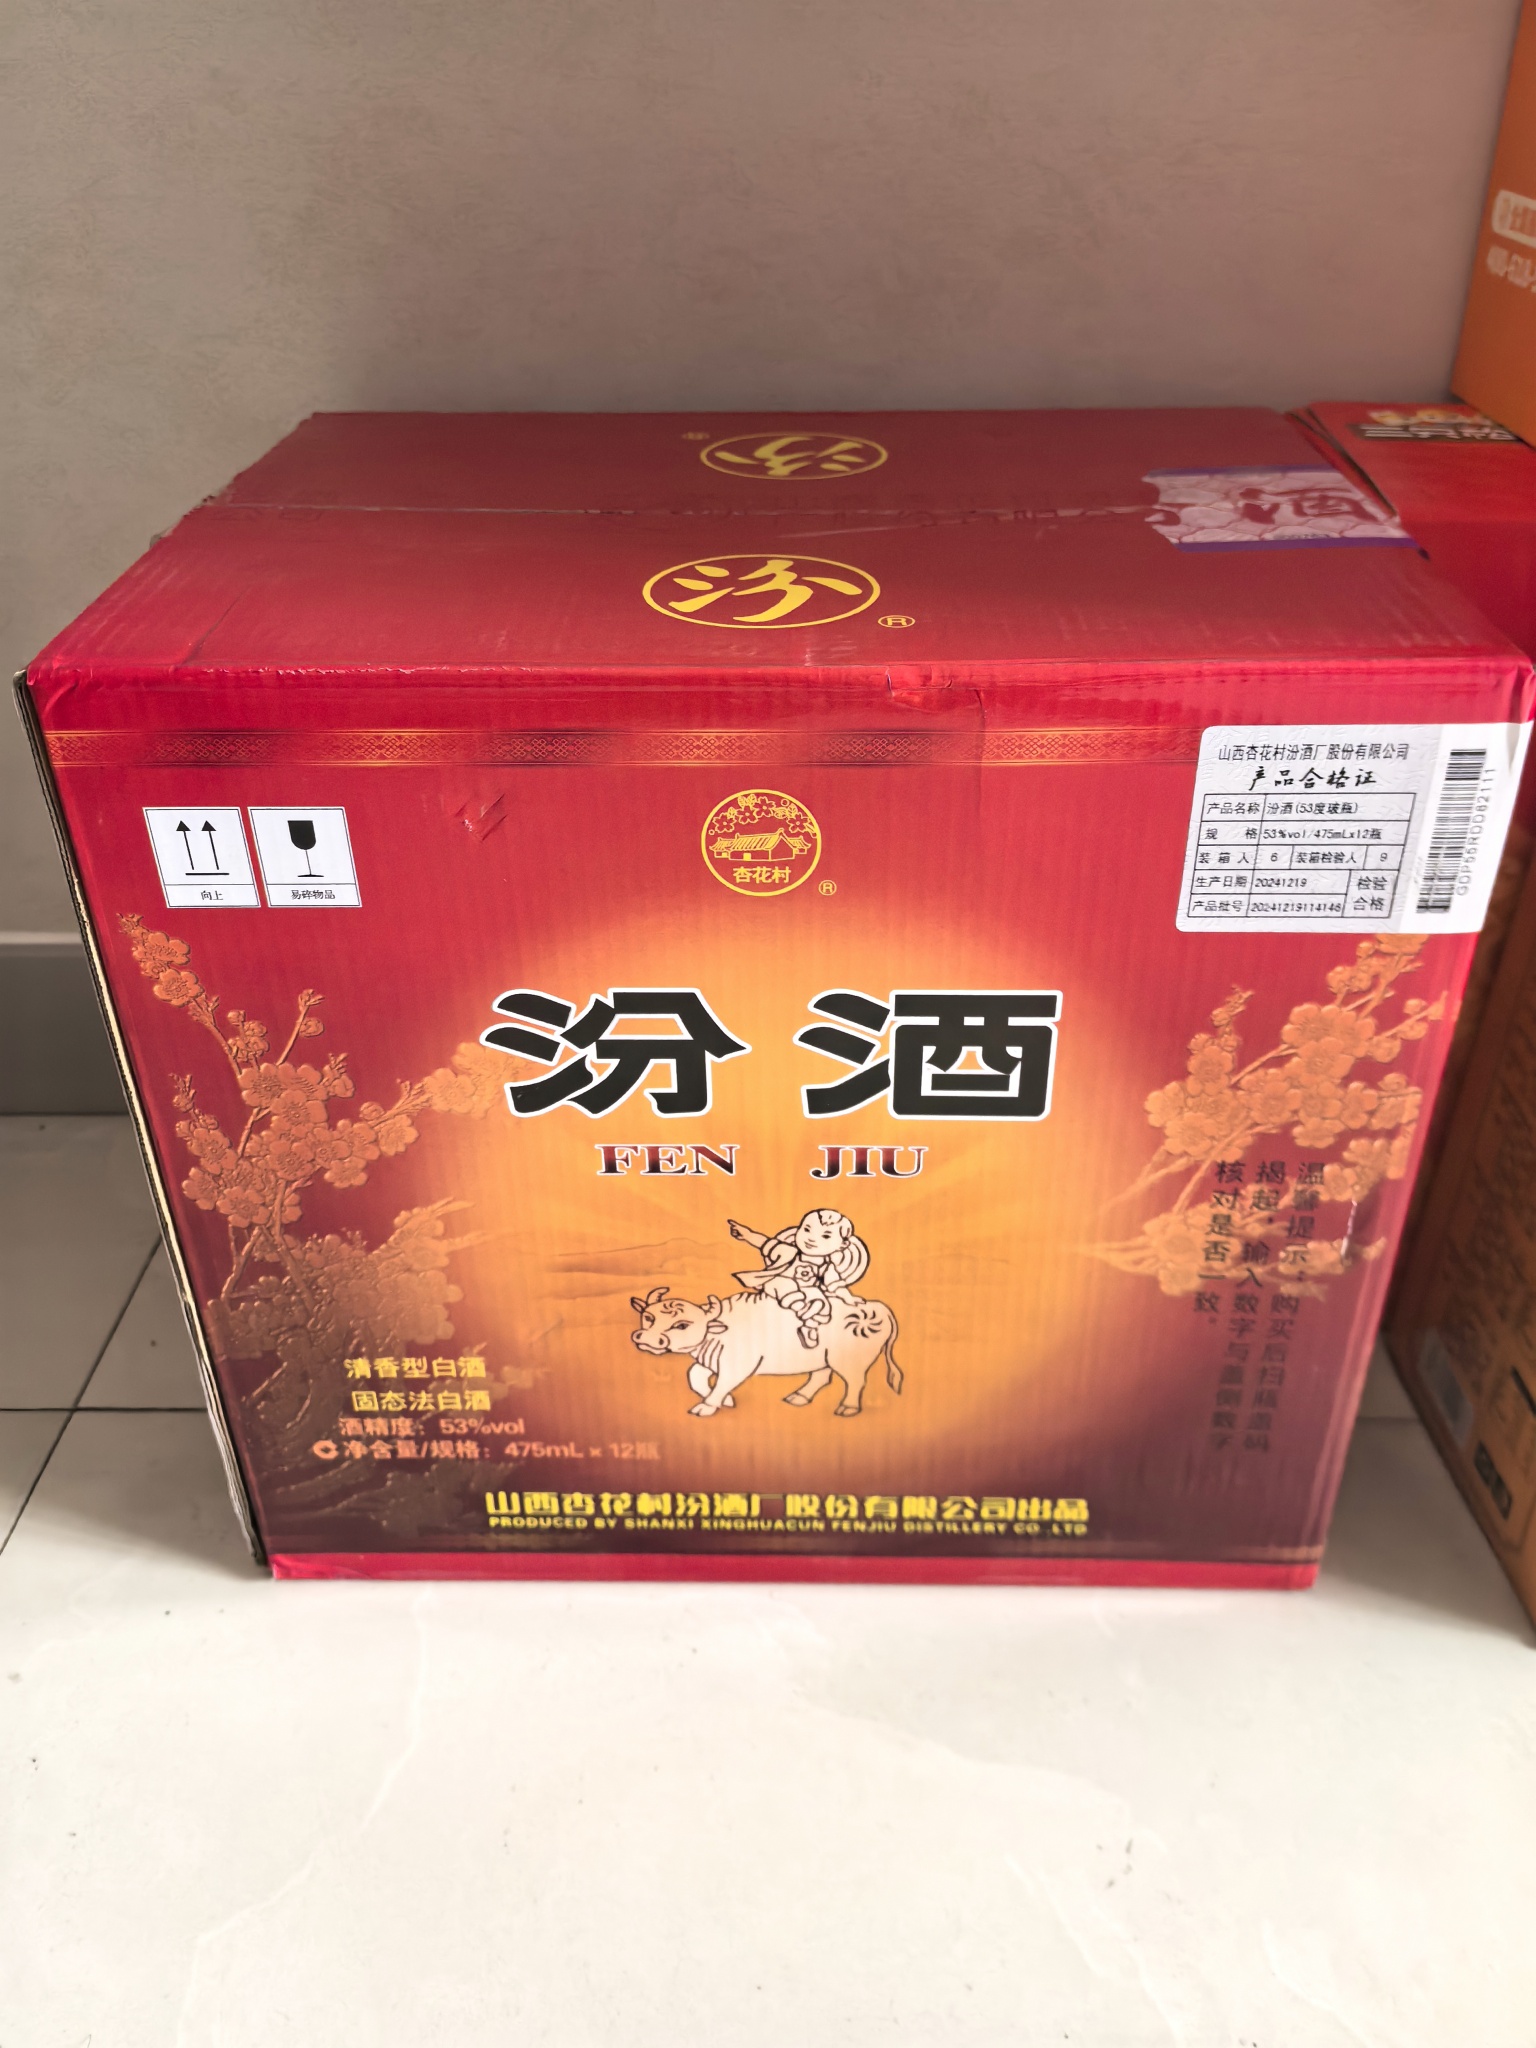 汾
®
酒
汾
®
山西杏花村汾酒厂股份有限公司
产品合格证
产品名称 汾酒(53度玻瓶)
规 格 53%vol/475mLx12瓶
装箱人 6 装箱检验人 9
生产日期 20241219 检验
产品批号 20241219114146 合格
向上
易碎物品
杏花村
®
汾酒
FEN JIU
温馨提示：购买后扫瓶盖码
揭起，输入数字与盖侧数字
核对是否一致。
清香型白酒
固态法白酒
酒精度：53%vol
净含量/规格：475mL x 12瓶
山西杏花村汾酒厂股份有限公司出品
PRODUCED BY SHANXI XINGHUACUN FENJIU DISTILLERY CO .,LTD